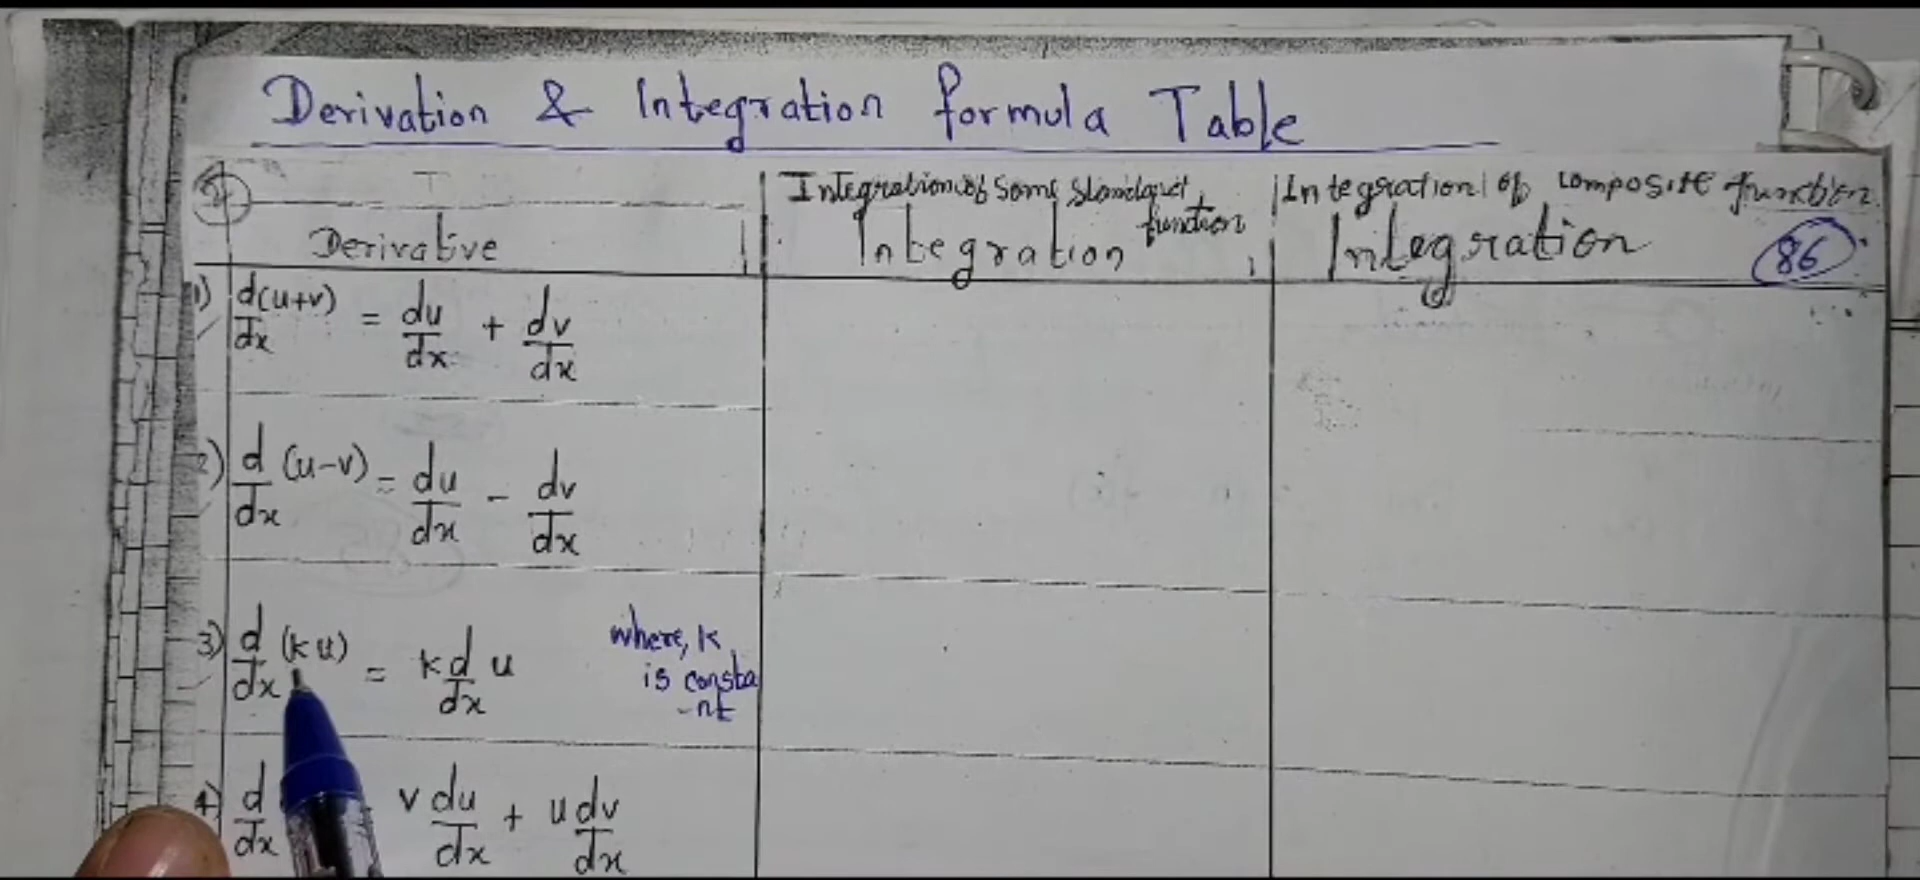 Derivation & Integration formula Table
Integration of some standard function
Integration of composite function.
Derivative
Integration
Integration
86
1) d(u+v)/dx = du/dx + dv/dx
2) d/dx (u-v) = du/dx - dv/dx
3) d/dx (ku) = k d/dx u
where, k
is consta
-nt
4) d/dx = v du/dx + u dv/dx